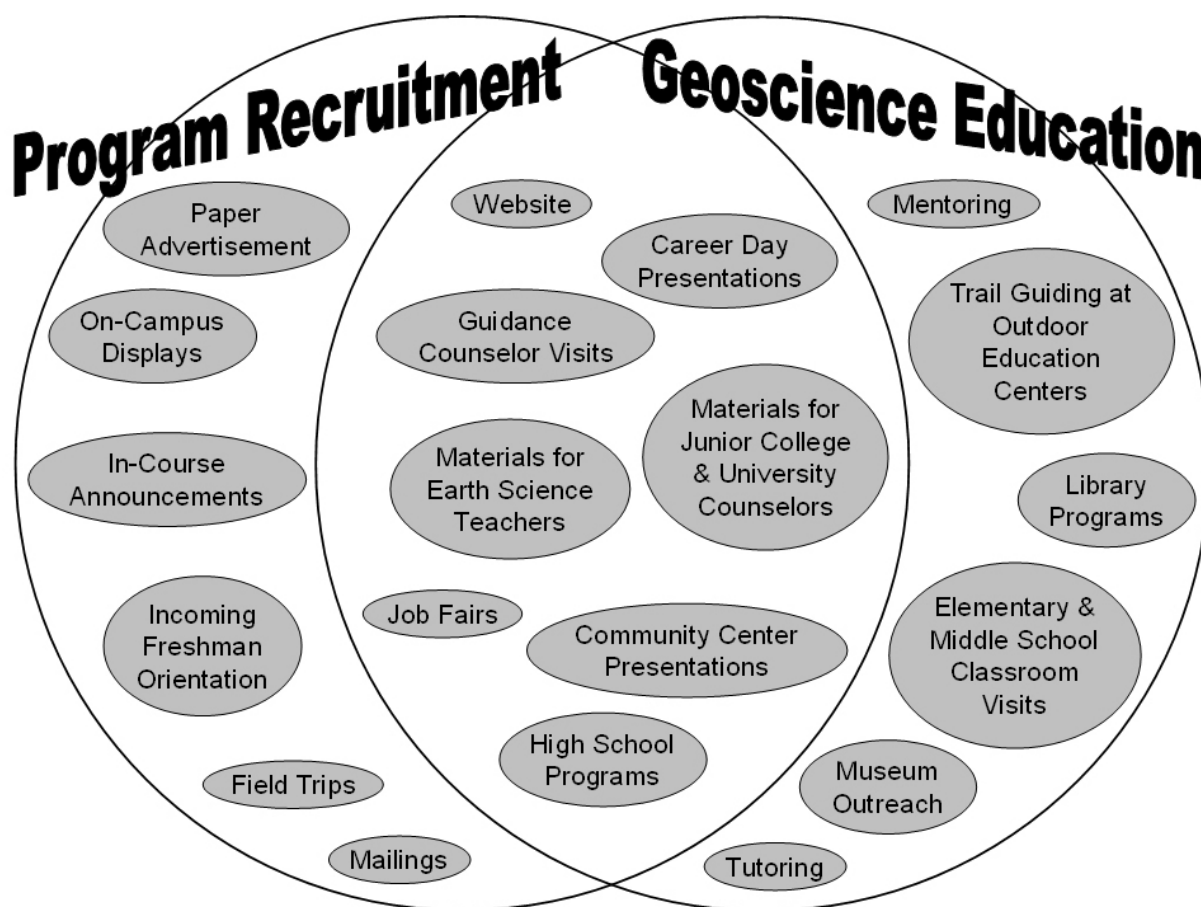 Program Recruitment
Geoscience Education
Paper
Advertisement
On-Campus
Displays
In-Course
Announcements
Incoming
Freshman
Orientation
Field Trips
Mailings
Website
Career Day
Presentations
Guidance
Counselor Visits
Materials for
Junior College
& University
Counselors
Materials for
Earth Science
Teachers
Job Fairs
Community Center
Presentations
High School
Programs
Mentoring
Trail Guiding at
Outdoor
Education
Centers
Library
Programs
Elementary &
Middle School
Classroom
Visits
Museum
Outreach
Tutoring